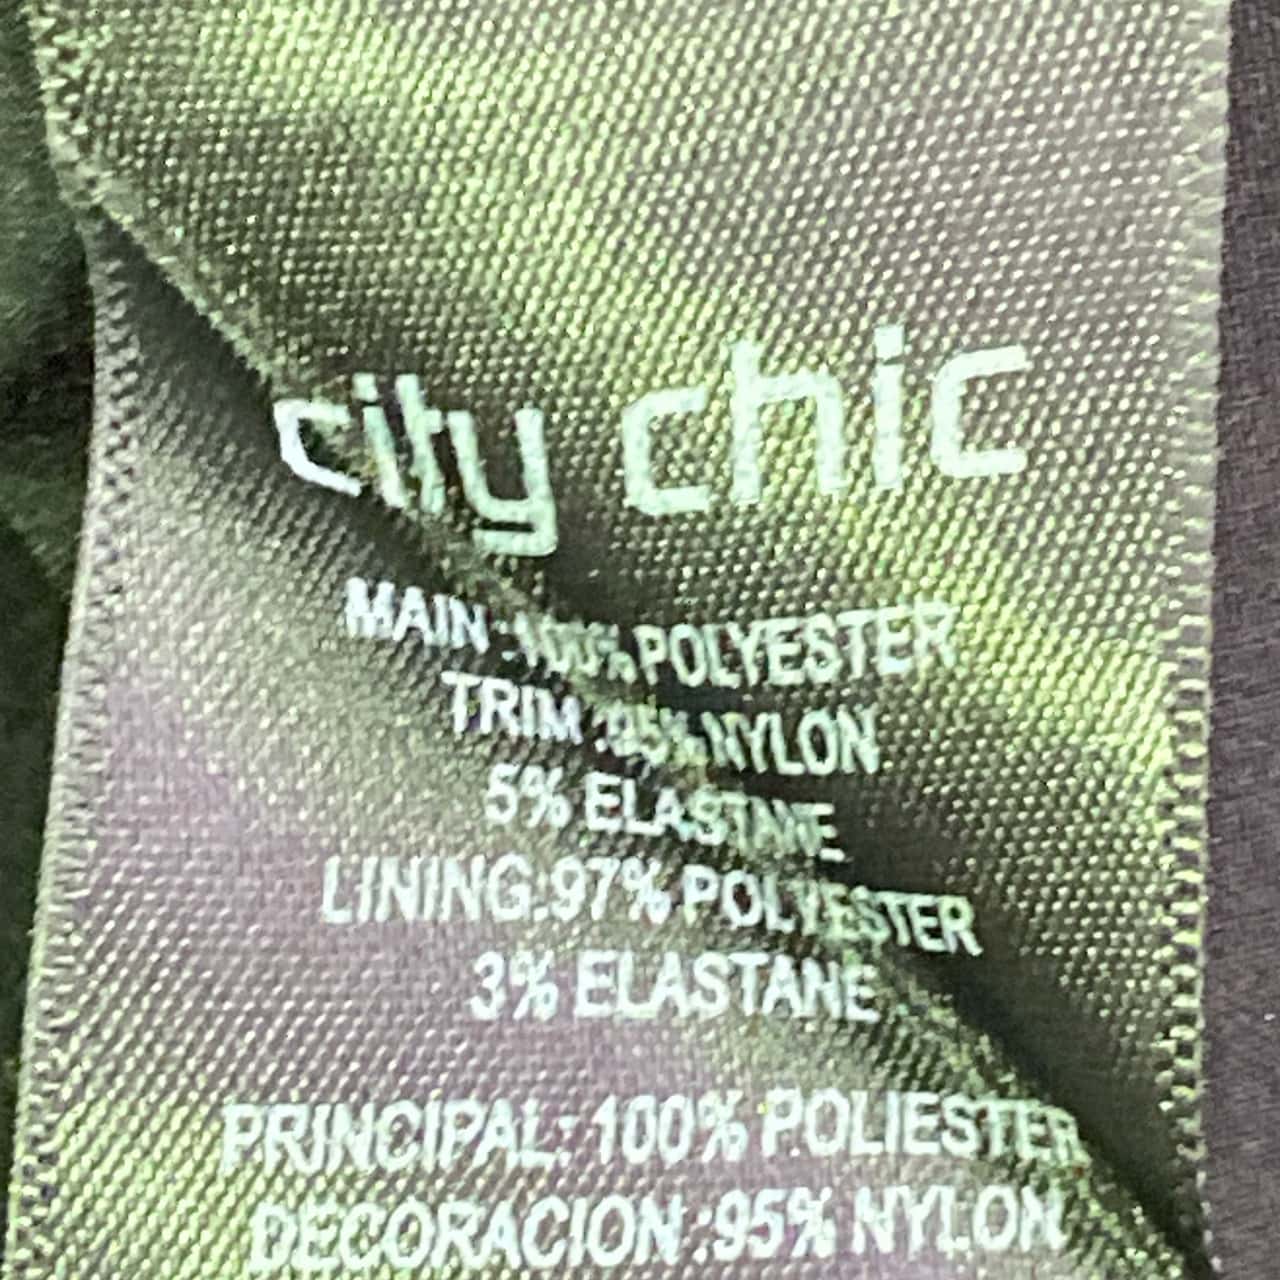 city chic
MAIN :100% POLYESTER
TRIM :95% NYLON
5% ELASTANE
LINING:97% POLYESTER
3% ELASTANE
PRINCIPAL: 100% POLIESTER
DECORACION :95% NYLON